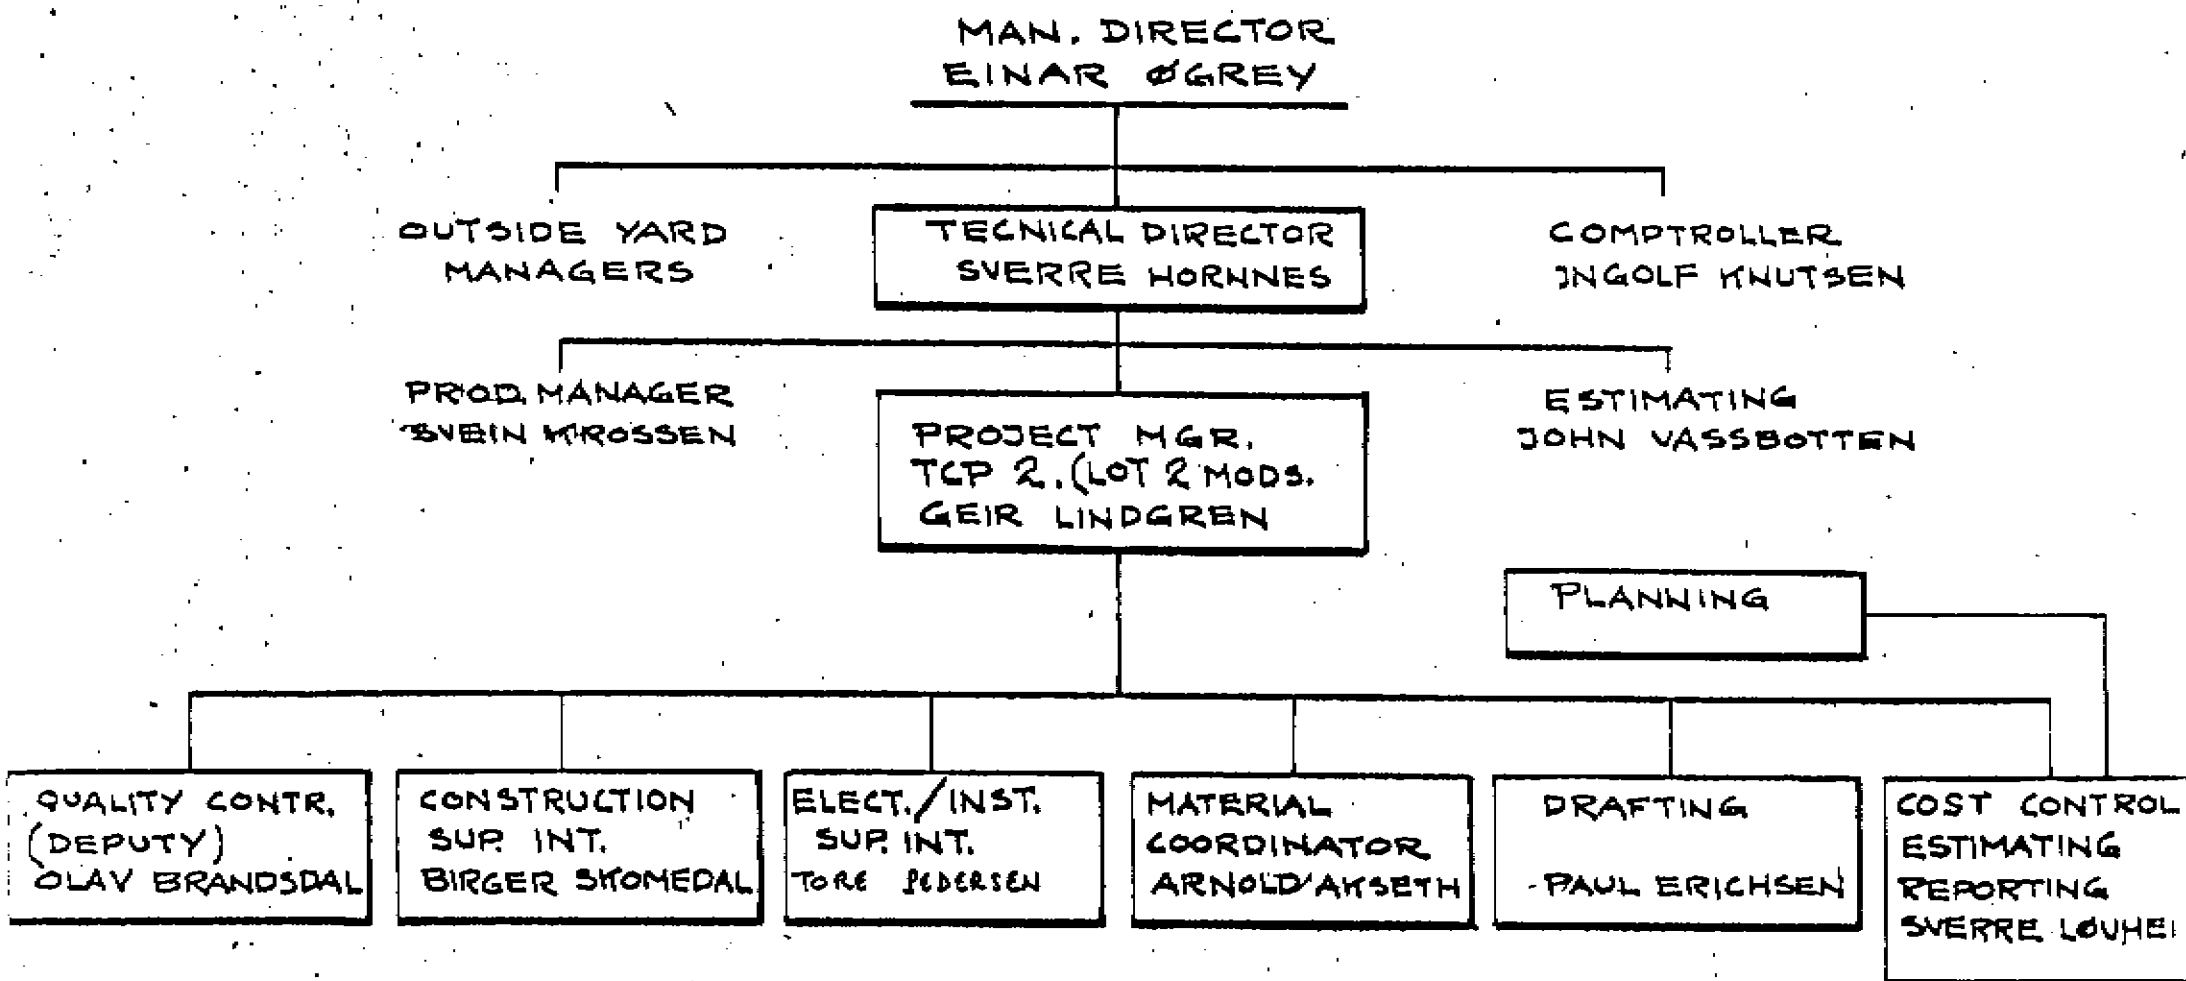 MAN. DIRECTOR
EINAR ØGREY
OUTSIDE YARD
MANAGERS
TECNICAL DIRECTOR
SVERRE HORNNES
COMPTROLLER
INGOLF KNUTSEN
PROD. MANAGER
SVEIN KROSSEN
PROJECT MGR.
TCP 2. (LOT 2 MODS.
GEIR LINDGREN
ESTIMATING
JOHN VASSBOTTEN
PLANNING
QUALITY CONTR.
(DEPUTY)
OLAV BRANDSDAL
CONSTRUCTION
SUP. INT.
BIRGER SKOMEDAL
ELECT./INST.
SUP. INT.
TORE PEDERSEN
MATERIAL
COORDINATOR
ARNOLD AKSETH
DRAFTING
PAUL ERICHSEN
COST CONTROL
ESTIMATING
REPORTING
SVERRE LØUHEI